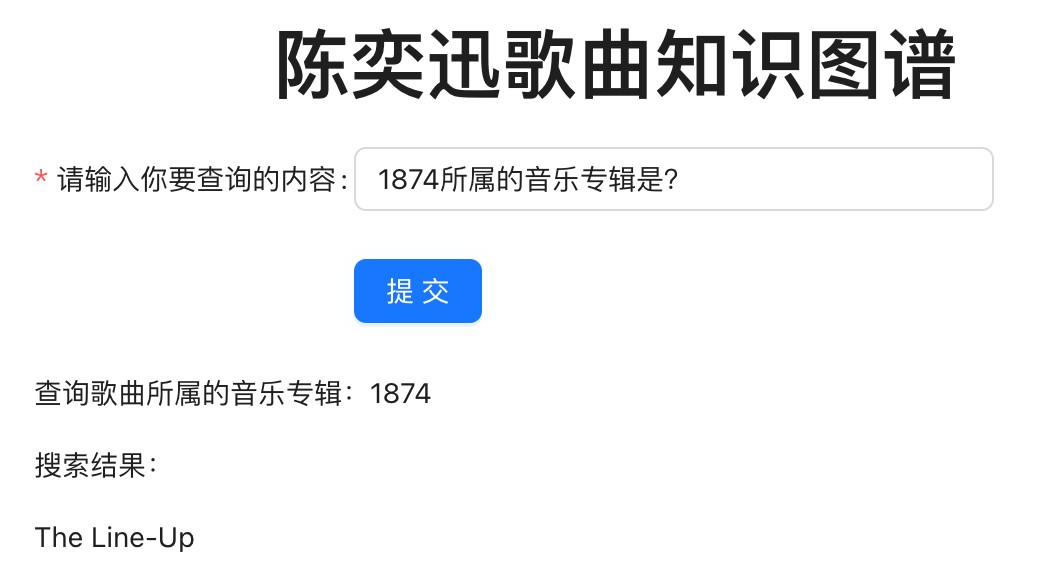 陈奕迅歌曲知识图谱
* 请输入你要查询的内容: 1874所属的音乐专辑是?
提 交
查询歌曲所属的音乐专辑：1874
搜索结果：
The Line-Up